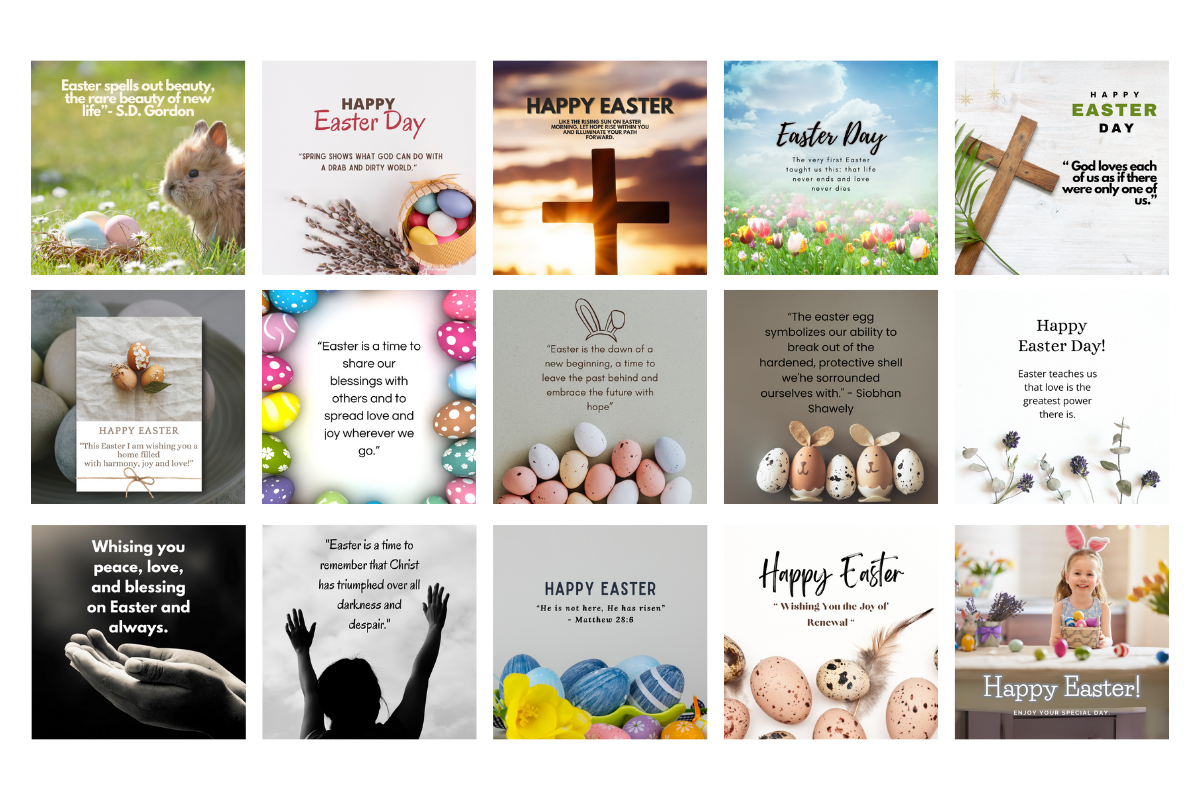 Easter spells out beauty,
the rare beauty of new
life”- S.D. Gordon
HAPPY
Easter Day
“SPRING SHOWS WHAT GOD CAN DO WITH
A DRAB AND DIRTY WORLD.”
HAPPY EASTER
LIKE THE RISING SUN ON EASTER
MORNING, LET HOPE RISE WITHIN YOU
AND ILLUMINATE YOUR PATH
FORWARD.
Easter Day
The very first Easter
taught us this: that life
never ends and love
never dies
HAPPY
EASTER
DAY
“ God loves each
of us as if there
were only one of
us.”
HAPPY EASTER
“This Easter I am wishing you a
home filled
with harmony, joy and love!”
“Easter is a time to
share our
blessings with
others and to
spread love and
joy wherever we
go.”
“Easter is the dawn of a
new beginning, a time to
leave the past behind and
embrace the future with
hope”
“The easter egg
symbolizes our ability to
break out of the
hardened, protective shell
we'he sorrounded
ourselves with.” - Siobhan
Shawely
Happy
Easter Day!
Easter teaches us
that love is the
greatest power
there is.
Whising you
peace, love,
and blessing
on Easter and
always.
"Easter is a time to
remember that Christ
has triumphed over all
darkness and
despair."
HAPPY EASTER
“He is not here, He has risen”
- Matthew 28:6
Happy Easter
“ Wishing You the Joy of
Renewal “
Happy Easter!
ENJOY YOUR SPECIAL DAY.